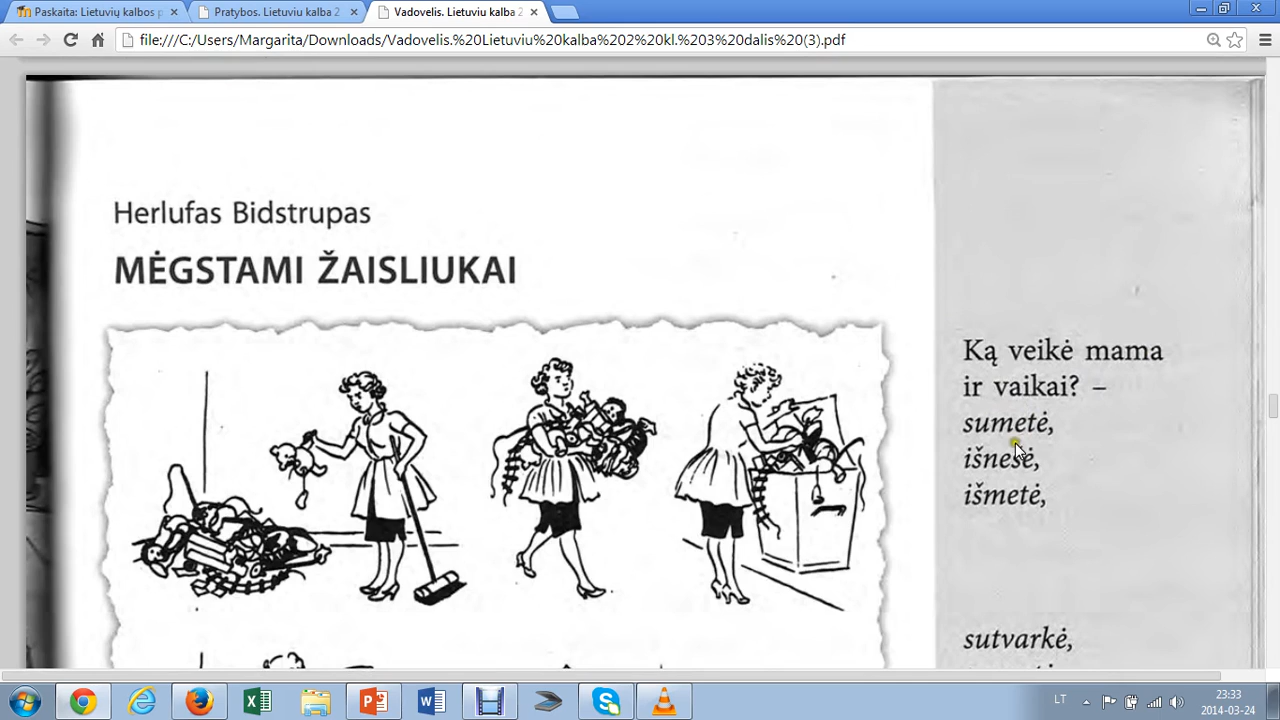 Paskaita: Lietuvių kalbos p
Pratybos. Lietuviu kalba 2
Vadovelis. Lietuviu kalba 2
file:///C:/Users/Margarita/Downloads/Vadovelis.%20Lietuviu%20kalba%202%20kl.%203%20dalis%20(3).pdf
Herlufas Bidstrupas
MĖGSTAMI ŽAISLIUKAI
Ką veikė mama
ir vaikai? –
sumetė,
išnešė,
išmetė,
sutvarkė,
LT
23:33
2014-03-24